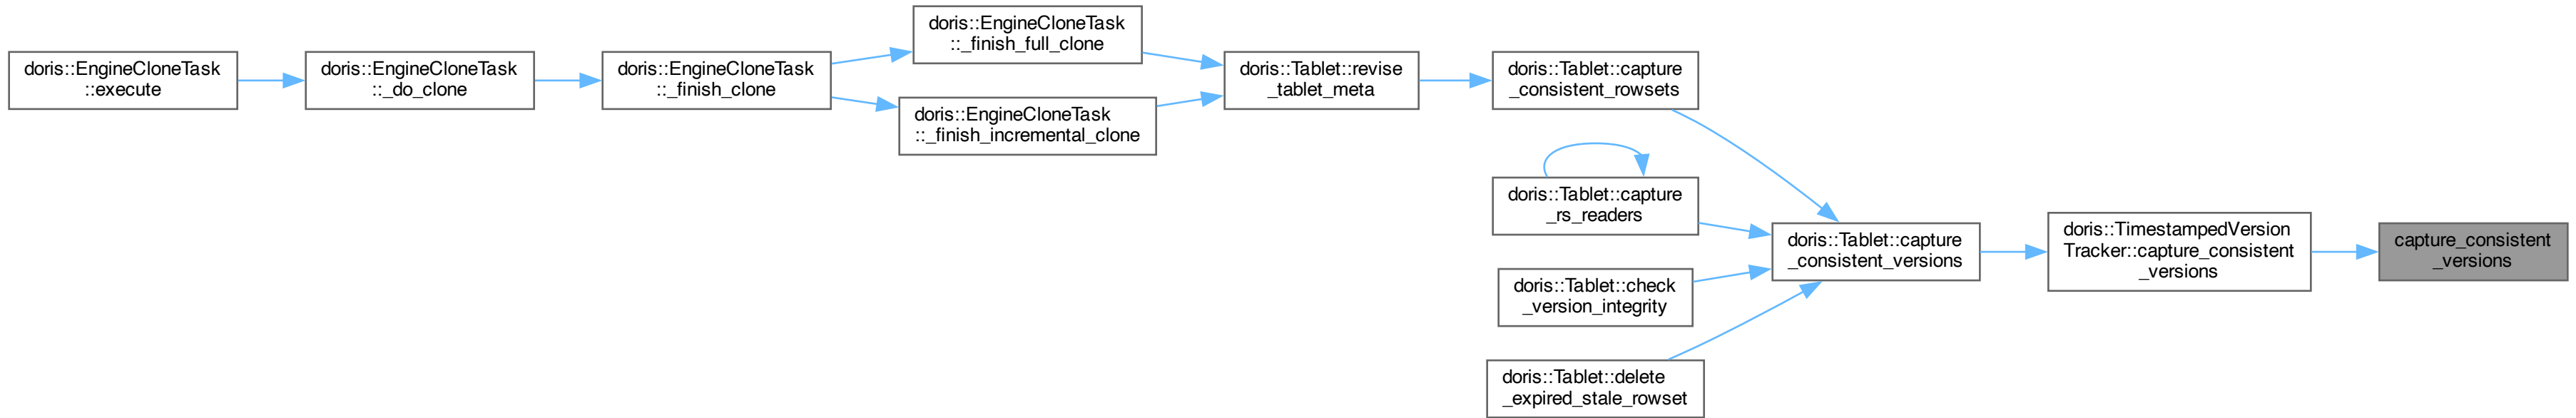 doris::EngineCloneTask
::execute
doris::EngineCloneTask
::_do_clone
doris::EngineCloneTask
::_finish_clone
doris::EngineCloneTask
::_finish_full_clone
doris::EngineCloneTask
::_finish_incremental_clone
doris::Tablet::revise
_tablet_meta
doris::Tablet::capture
_consistent_rowsets
doris::Tablet::capture
_rs_readers
doris::Tablet::check
_version_integrity
doris::Tablet::delete
_expired_stale_rowset
doris::Tablet::capture
_consistent_versions
doris::TimestampedVersion
Tracker::capture_consistent
_versions
capture_consistent
_versions